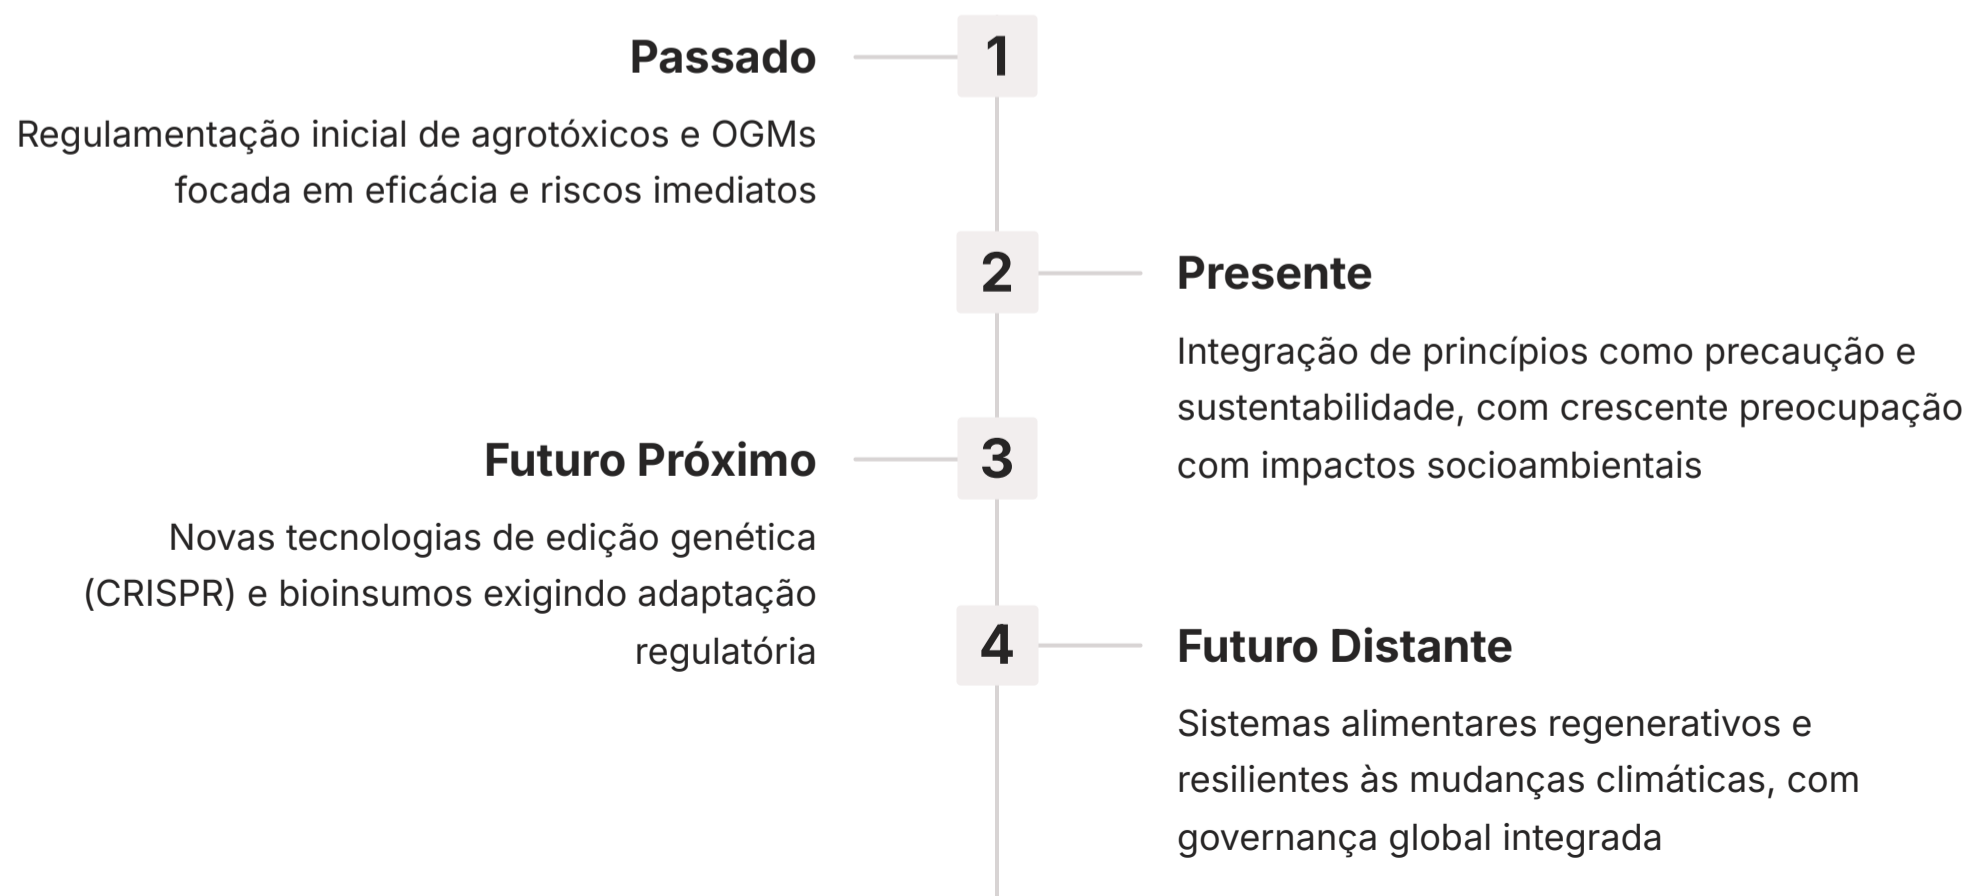 1
Passado
Regulamentação inicial de agrotóxicos e OGMs
focada em eficácia e riscos imediatos
2
Presente
Integração de princípios como precaução e
sustentabilidade, com crescente preocupação
com impactos socioambientais
3
Futuro Próximo
Novas tecnologias de edição genética
(CRISPR) e bioinsumos exigindo adaptação
regulatória
4
Futuro Distante
Sistemas alimentares regenerativos e
resilientes às mudanças climáticas, com
governança global integrada